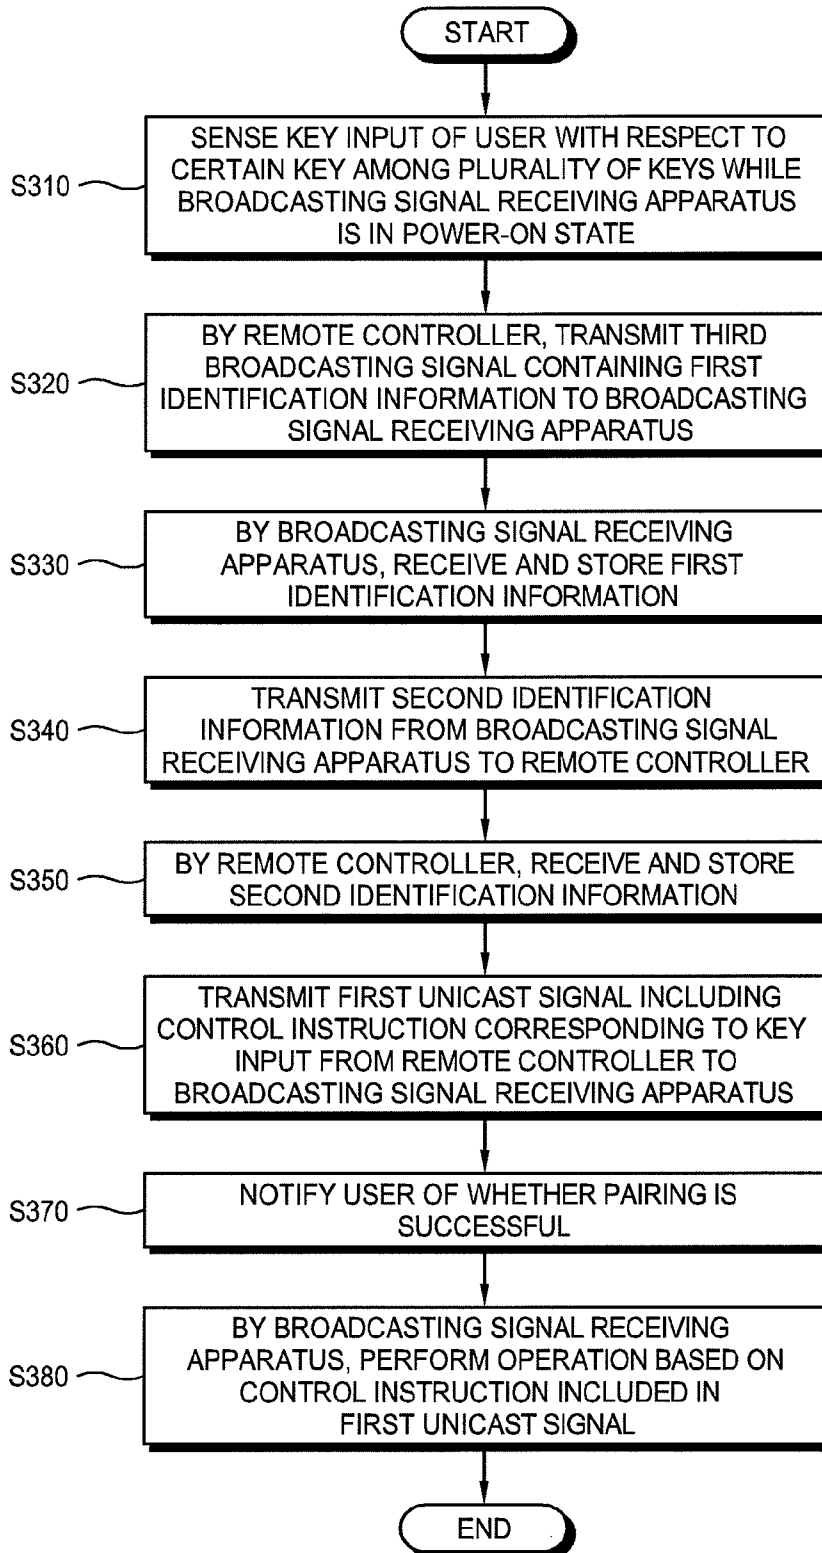 START
S310
SENSE KEY INPUT OF USER WITH RESPECT TO
CERTAIN KEY AMONG PLURALITY OF KEYS WHILE
BROADCASTING SIGNAL RECEIVING APPARATUS
IS IN POWER-ON STATE
S320
BY REMOTE CONTROLLER, TRANSMIT THIRD
BROADCASTING SIGNAL CONTAINING FIRST
IDENTIFICATION INFORMATION TO BROADCASTING
SIGNAL RECEIVING APPARATUS
S330
BY BROADCASTING SIGNAL RECEIVING
APPARATUS, RECEIVE AND STORE FIRST
IDENTIFICATION INFORMATION
S340
TRANSMIT SECOND IDENTIFICATION
INFORMATION FROM BROADCASTING SIGNAL
RECEIVING APPARATUS TO REMOTE CONTROLLER
S350
BY REMOTE CONTROLLER, RECEIVE AND STORE
SECOND IDENTIFICATION INFORMATION
S360
TRANSMIT FIRST UNICAST SIGNAL INCLUDING
CONTROL INSTRUCTION CORRESPONDING TO KEY
INPUT FROM REMOTE CONTROLLER TO
BROADCASTING SIGNAL RECEIVING APPARATUS
S370
NOTIFY USER OF WHETHER PAIRING IS
SUCCESSFUL
S380
BY BROADCASTING SIGNAL RECEIVING
APPARATUS, PERFORM OPERATION BASED ON
CONTROL INSTRUCTION INCLUDED IN
FIRST UNICAST SIGNAL
END